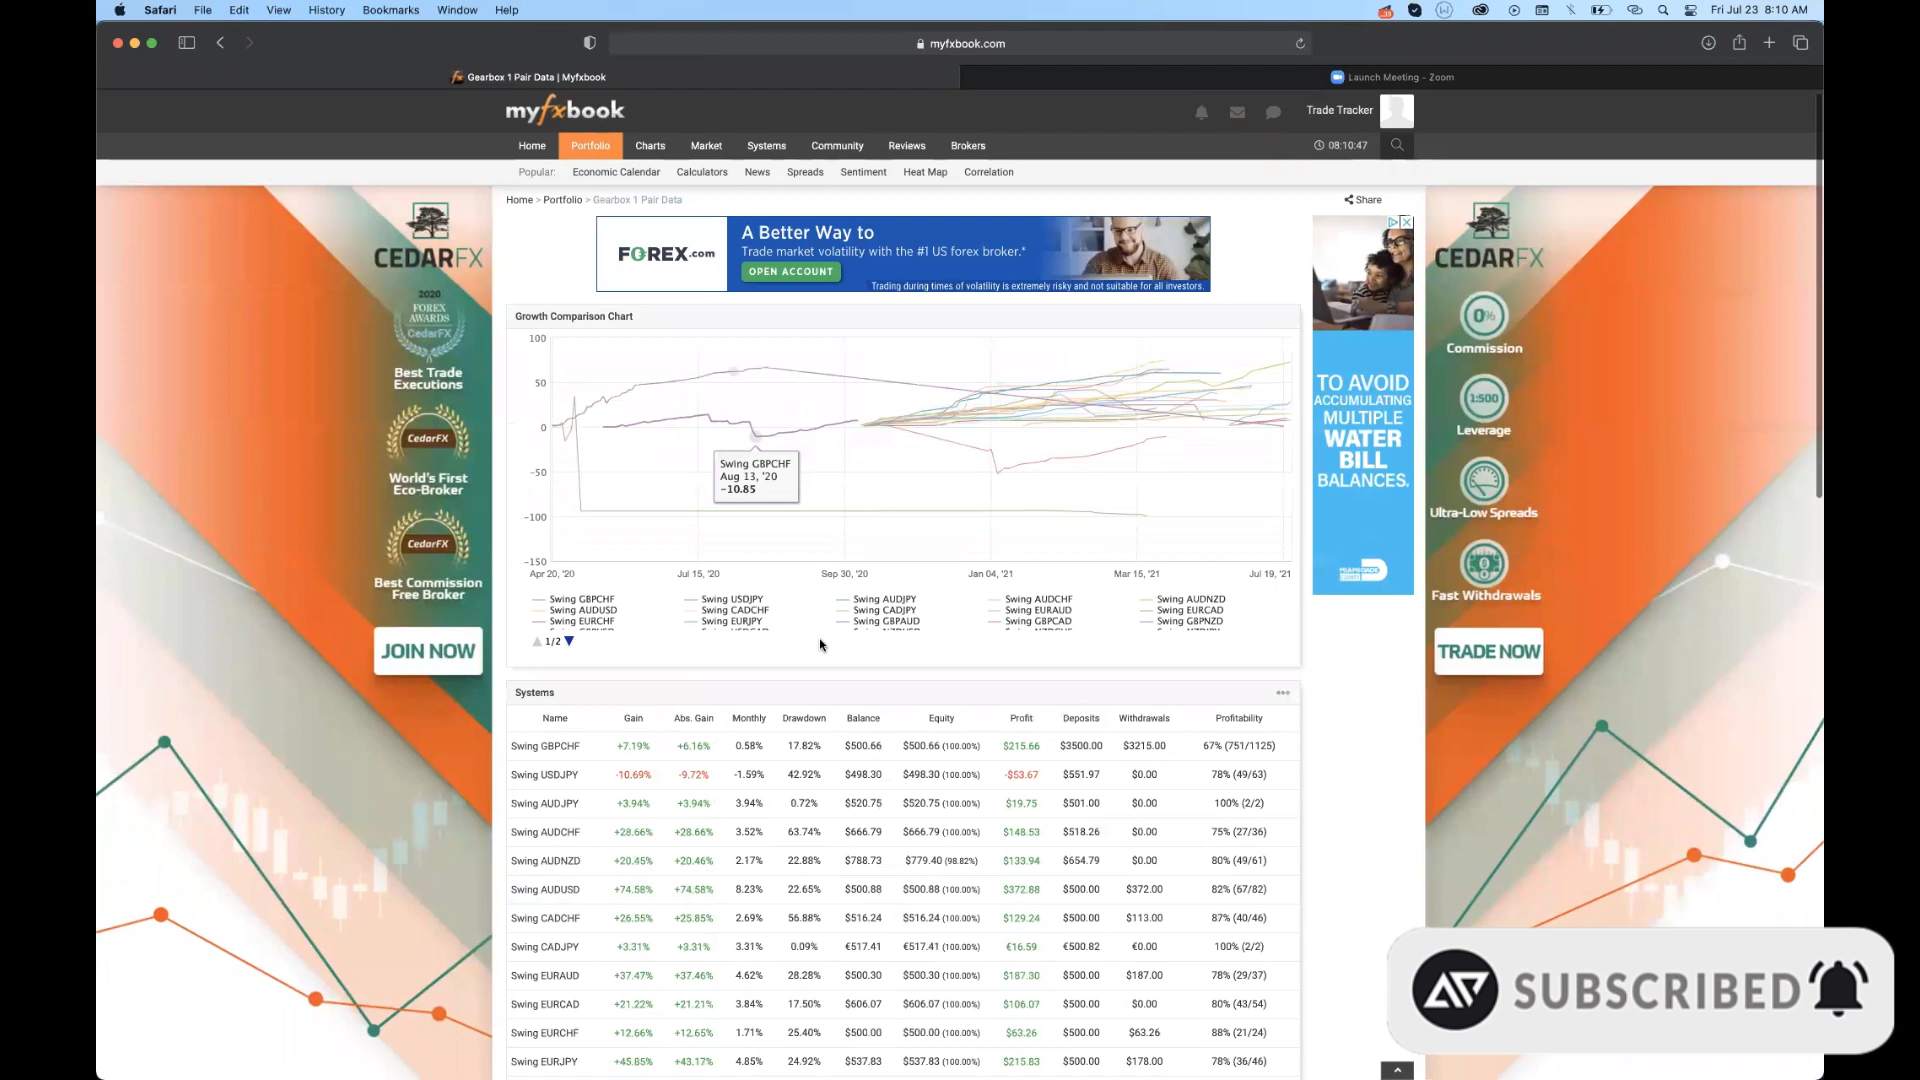 Safari File Edit View History Bookmarks Window Help Fri Jul 23 8:10 AM
myfxbook.com
Gearbox 1 Pair Data | Myfxbook Launch Meeting - Zoom
myfxbook Trade Tracker
Home Portfolio Charts Market Systems Community Reviews Brokers 08:10:47
Popular: Economic Calendar Calculators News Spreads Sentiment Heat Map Correlation
Home > Portfolio > Gearbox 1 Pair Data Share
CEDARFX
2020
FOREX
AWARDS
CedarFX
Best Trade
Executions
CedarFX
World's First
Eco-Broker
CedarFX
Best Commission
Free Broker
JOIN NOW
FOREX.com
A Better Way to
Trade market volatility with the #1 US forex broker.*
OPEN ACCOUNT
Trading during times of volatility is extremely risky and not suitable for all investors.
TO AVOID
ACCUMULATING
MULTIPLE
WATER
BILL
BALANCES.
CEDARFX
0%
Commission
1:500
Leverage
Ultra-Low Spreads
Fast Withdrawals
TRADE NOW
Growth Comparison Chart
100
50
0
-50
-100
-150
Swing GBPCHF
Aug 13, '20
-10.85
Apr 20, '20 Jul 15, '20 Sep 30, '20 Jan 04, '21 Mar 15, '21 Jul 19, '21
Swing GBPCHF Swing USDJPY Swing AUDJPY Swing AUDCHF Swing AUDNZD
Swing AUDUSD Swing CADCHF Swing CADJPY Swing EURAUD Swing EURCAD
Swing EURCHF Swing EURJPY Swing GBPAUD Swing GBPCAD Swing GBPNZD
1/2
Systems
Name Gain Abs. Gain Monthly Drawdown Balance Equity Profit Deposits Withdrawals Profitability
Swing GBPCHF +7.19% +6.16% 0.58% 17.82% $500.66 $500.66 (100.00%) $215.66 $3500.00 $3215.00 67% (751/1125)
Swing USDJPY -10.69% -9.72% -1.59% 42.92% $498.30 $498.30 (100.00%) -$53.67 $551.97 $0.00 78% (49/63)
Swing AUDJPY +3.94% +3.94% 3.94% 0.72% $520.75 $520.75 (100.00%) $19.75 $501.00 $0.00 100% (2/2)
Swing AUDCHF +28.66% +28.66% 3.52% 63.74% $666.79 $666.79 (100.00%) $148.53 $518.26 $0.00 75% (27/36)
Swing AUDNZD +20.45% +20.46% 2.17% 22.88% $788.73 $779.40 (98.82%) $133.94 $654.79 $0.00 80% (49/61)
Swing AUDUSD +74.58% +74.58% 8.23% 22.65% $500.88 $500.88 (100.00%) $372.88 $500.00 $372.00 82% (67/82)
Swing CADCHF +26.55% +25.85% 2.69% 56.88% $516.24 $516.24 (100.00%) $129.24 $500.00 $113.00 87% (40/46)
Swing CADJPY +3.31% +3.31% 3.31% 0.09% €517.41 €517.41 (100.00%) €16.59 €500.82 €0.00 100% (2/2)
Swing EURAUD +37.47% +37.46% 4.62% 28.28% $500.30 $500.30 (100.00%) $187.30 $500.00 $187.00 78% (29/37)
Swing EURCAD +21.22% +21.21% 3.84% 17.50% $606.07 $606.07 (100.00%) $106.07 $500.00 $0.00 80% (43/54)
Swing EURCHF +12.66% +12.65% 1.71% 25.40% $500.00 $500.00 (100.00%) $63.26 $500.00 $63.26 88% (21/24)
Swing EURJPY +45.85% +43.17% 4.85% 24.92% $537.83 $537.83 (100.00%) $215.83 $500.00 $178.00 78% (36/46)
SUBSCRIBED